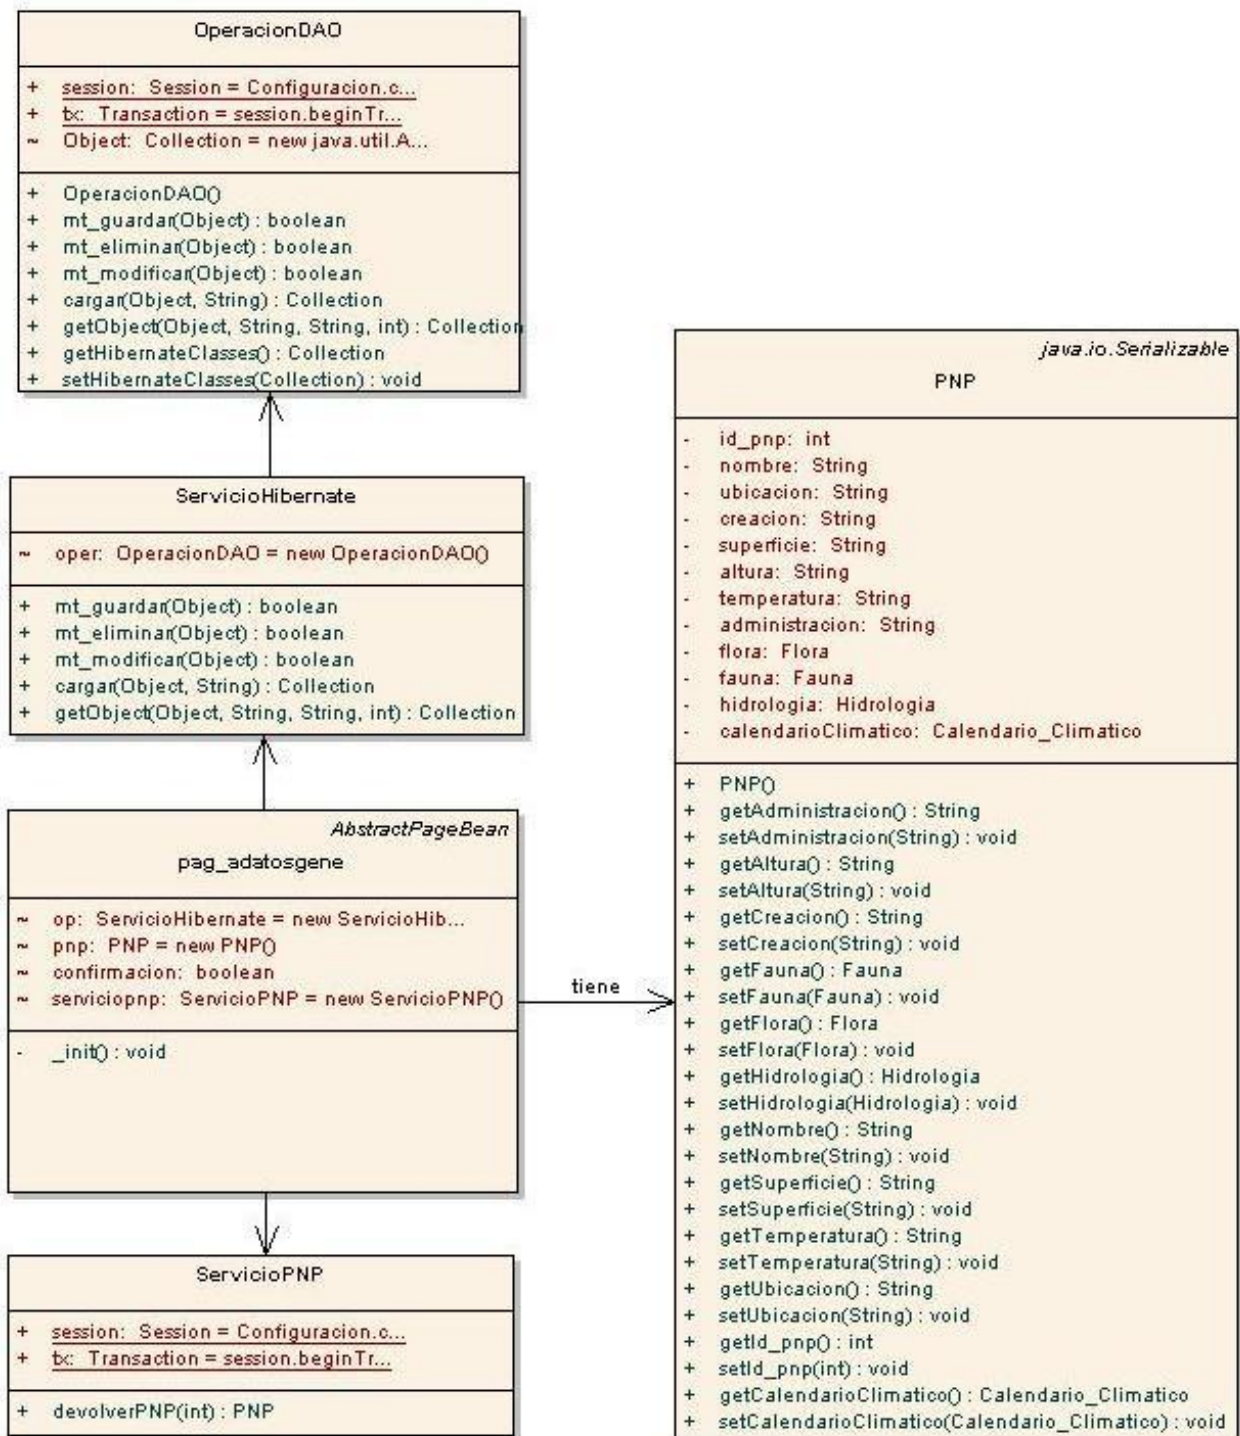 OperacionDAO
+ session: Session = Configuracion.c...
+ tx: Transaction = session.beginTr...
~ Object: Collection = new java.util.A...
+ OperacionDAO()
+ mt_guardar(Object) : boolean
+ mt_eliminar(Object) : boolean
+ mt_modificar(Object) : boolean
+ cargar(Object, String) : Collection
+ getObject(Object, String, String, int) : Collection
+ getHibernateClasses() : Collection
+ setHibernateClasses(Collection) : void
ServicioHibernate
~ oper: OperacionDAO = new OperacionDAO()
+ mt_guardar(Object) : boolean
+ mt_eliminar(Object) : boolean
+ mt_modificar(Object) : boolean
+ cargar(Object, String) : Collection
+ getObject(Object, String, String, int) : Collection
AbstractPageBean
pag_adatosgene
~ op: ServicioHibernate = new ServicioHib...
~ pnp: PNP = new PNP()
~ confirmacion: boolean
~ serviciopnp: ServicioPNP = new ServicioPNP()
- _init() : void
tiene
ServicioPNP
+ session: Session = Configuracion.c...
+ tx: Transaction = session.beginTr...
+ devolverPNP(int) : PNP
java.io.Serializable
PNP
- id_pnp: int
- nombre: String
- ubicacion: String
- creacion: String
- superficie: String
- altura: String
- temperatura: String
- administracion: String
- flora: Flora
- fauna: Fauna
- hidrologia: Hidrologia
- calendarioClimatico: Calendario_Climatico
+ PNP()
+ getAdministracion() : String
+ setAdministracion(String) : void
+ getAltura() : String
+ setAltura(String) : void
+ getCreacion() : String
+ setCreacion(String) : void
+ getFauna() : Fauna
+ setFauna(Fauna) : void
+ getFlora() : Flora
+ setFlora(Flora) : void
+ getHidrologia() : Hidrologia
+ setHidrologia(Hidrologia) : void
+ getNombre() : String
+ setNombre(String) : void
+ getSuperficie() : String
+ setSuperficie(String) : void
+ getTemperatura() : String
+ setTemperatura(String) : void
+ getUbicacion() : String
+ setUbicacion(String) : void
+ getId_pnp() : int
+ setId_pnp(int) : void
+ getCalendarioClimatico() : Calendario_Climatico
+ setCalendarioClimatico(Calendario_Climatico) : void